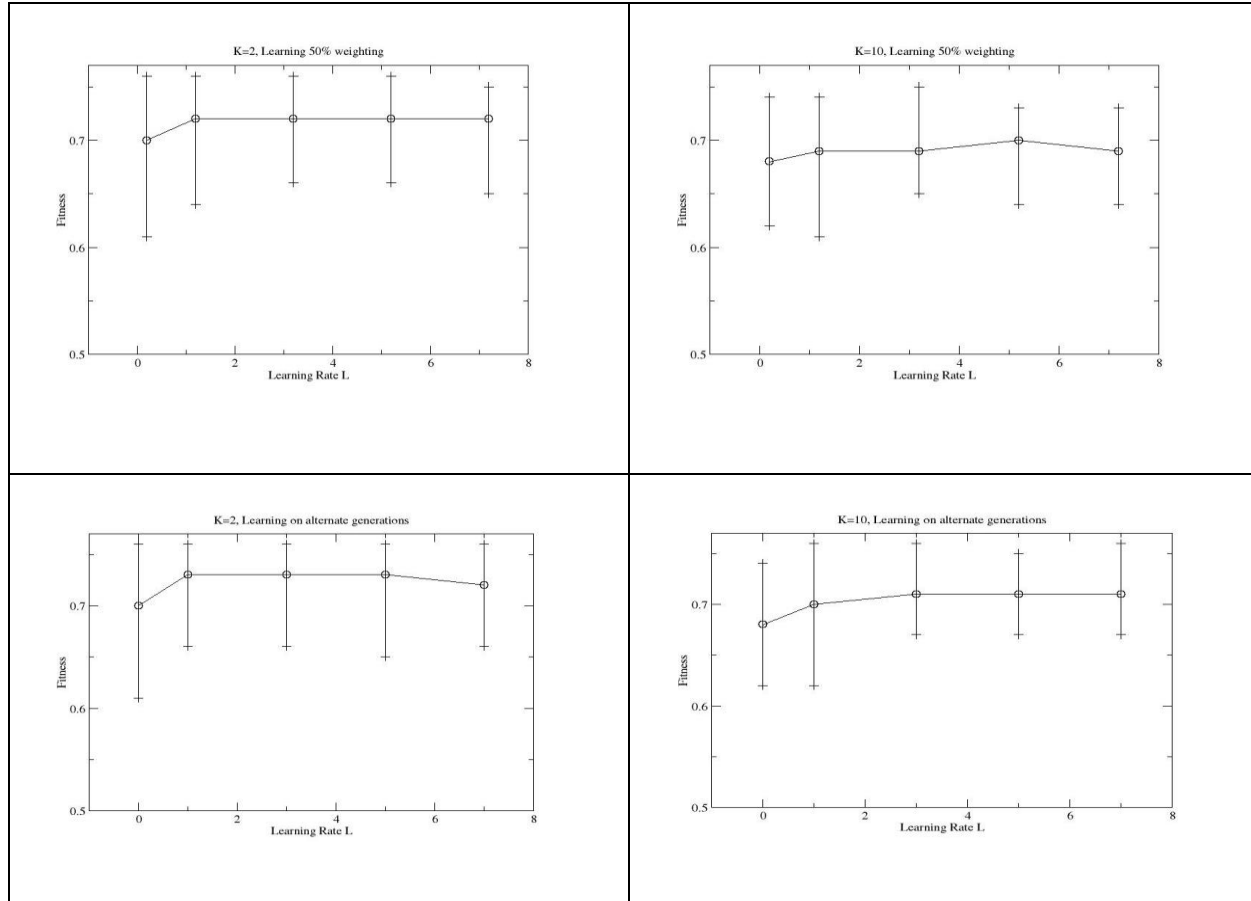 K=2, Learning 50% weighting
0.7
Fitness
0.6
0.5
0 2 4 6 8
Learning Rate L
K=10, Learning 50% weighting
0.7
Fitness
0.6
0.5
0 2 4 6 8
Learning Rate L
K=2, Learning on alternate generations
0.7
Fitness
0.6
0.5
0 2 4 6 8
Learning Rate L
K=10, Learning on alternate generations
0.7
Fitness
0.6
0.5
0 2 4 6 8
Learning Rate L